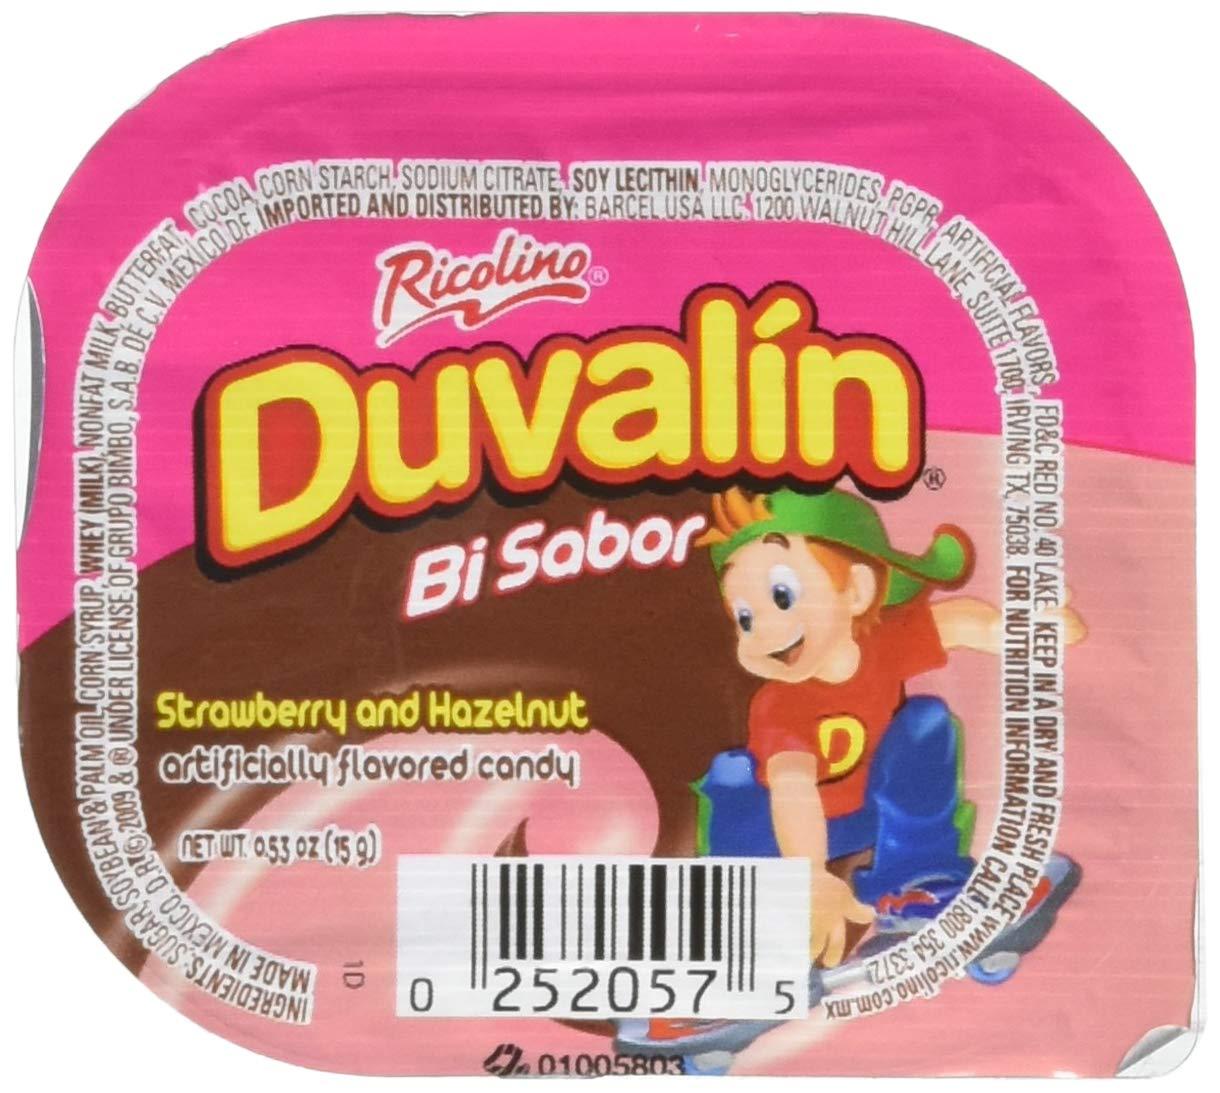 INGREDIENTS: SUGAR, SOYBEAN & PALM OIL, CORN SYRUP, WHEY (MILK), NONFAT MILK, BUTTERFAT, COCOA, CORN STARCH, SODIUM CITRATE, SOY LECITHIN, MONOGLYCERIDES, PGPR, ARTIFICIAL FLAVORS, FD&C RED NO. 40 LAKE. KEEP IN A DRY AND FRESH PLACE www.ricolino.com.mx
MADE IN MEXICO D.R. © 2009 & ® UNDER LICENSE OF GRUPO BIMBO, S.A.B. DE C.V. MÉXICO DF. IMPORTED AND DISTRIBUTED BY: BARCEL USA LLC, 1200 WALNUT HILL LANE, SUITE 1700, IRVING TX, 75038. FOR NUTRITION INFORMATION CALL 1 800 354 3372
Ricolino®
Duvalín®
Bi Sabor
Strawberry and Hazelnut
artificially flavored candy
D
NET WT. 0.53 oz (15 g)
1D
0 252057 5
01005803